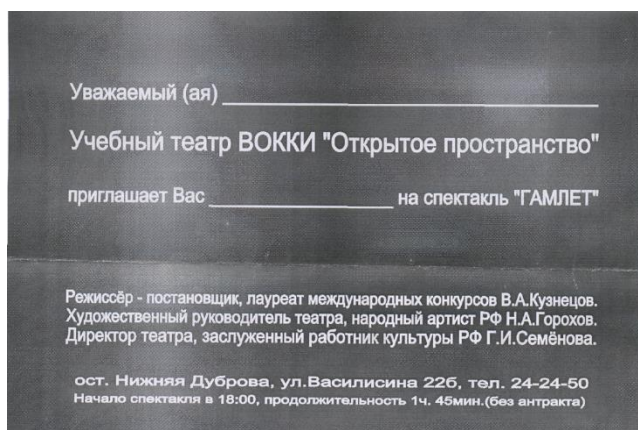 Уважаемый (ая) ______________________________
Учебный театр ВОККИ "Открытое пространство"
приглашает Вас _______________ на спектакль "ГАМЛЕТ"
Режиссёр - постановщик, лауреат международных конкурсов В.А.Кузнецов.
Художественный руководитель театра, народный артист РФ Н.А.Горохов.
Директор театра, заслуженный работник культуры РФ Г.И.Семёнова.
ост. Нижняя Дуброва, ул.Василисина 22б, тел. 24-24-50
Начало спектакля в 18:00, продолжительность 1ч. 45мин.(без антракта)